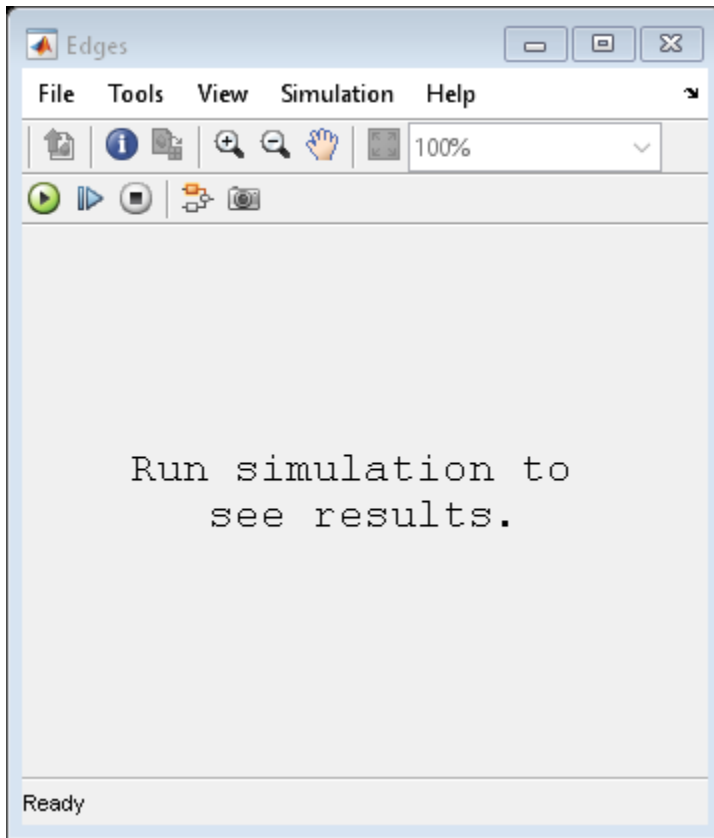 Edges
File Tools View Simulation Help
100%
Run simulation to
see results.
Ready